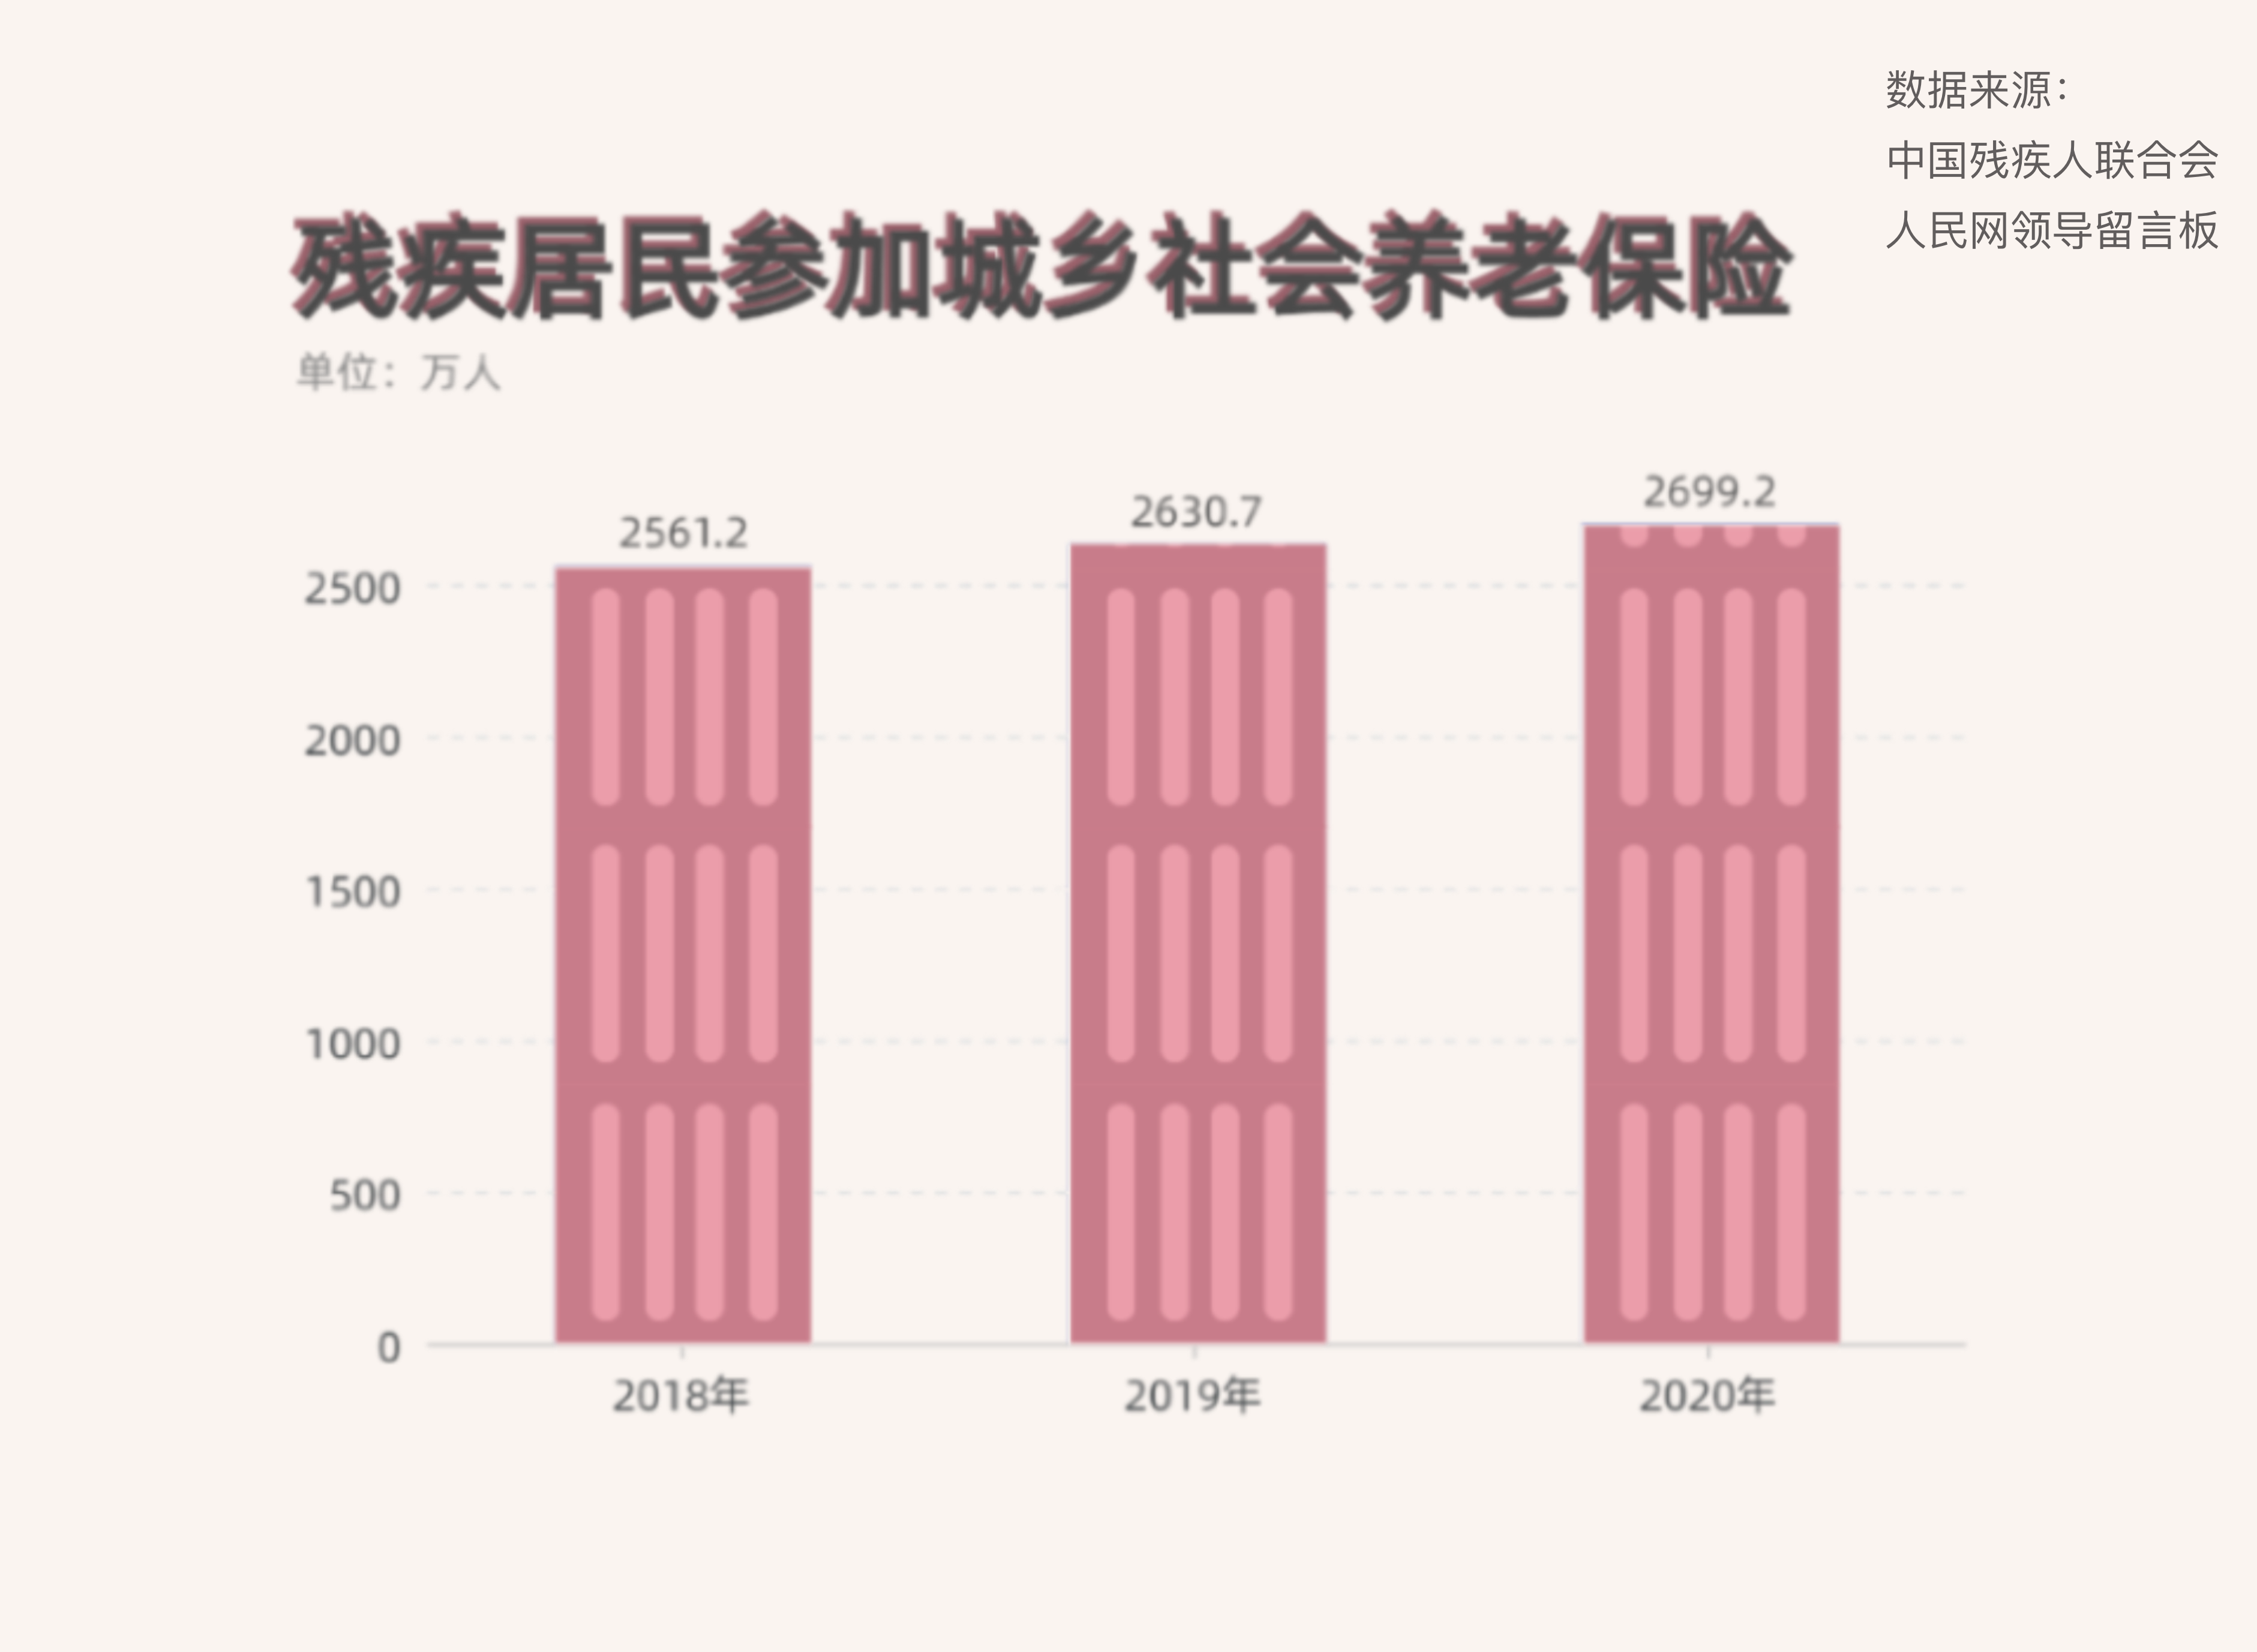 数据来源：
中国残疾人联合会
人民网领导留言板
残疾居民参加城乡社会养老保险
单位：万人
2561.2
2630.7
2699.2
2500
2000
1500
1000
500
0
2018年
2019年
2020年